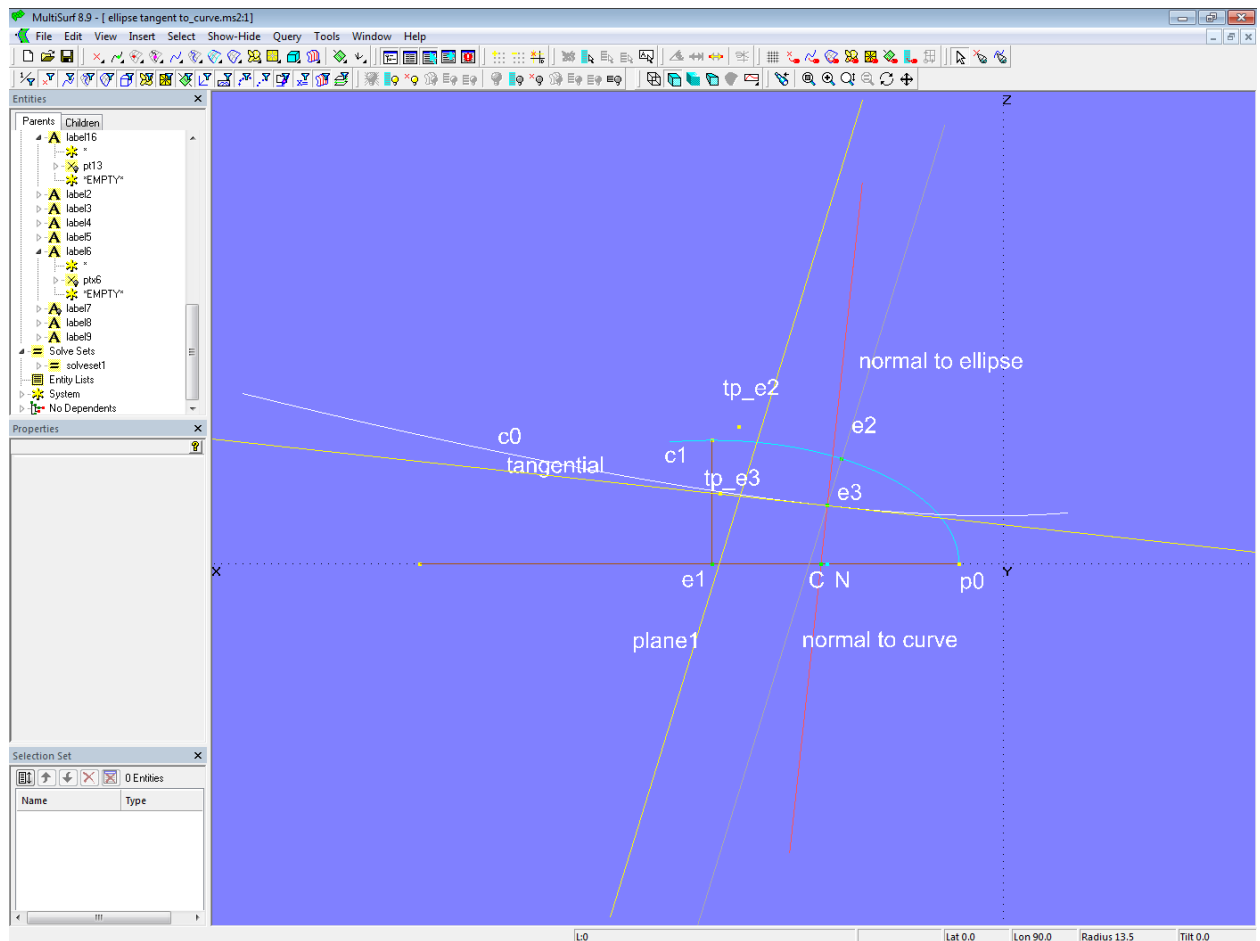 MultiSurf 8.9 - [ ellipse tangent to_curve.ms2:1]
File Edit View Insert Select Show-Hide Query Tools Window Help
Entities
Parents Children
label16
*
pt13
*EMPTY*
label2
label3
label4
label5
label6
*
ptx6
*EMPTY*
label7
label8
label9
Solve Sets
solveset1
Entity Lists
System
No Dependents
Properties
Selection Set
0 Entities
Name Type
Z
normal to ellipse
tp_e2
e2
c0
c1
tangential
tp_e3
e3
X
e1
C N
p0
Y
plane1
normal to curve
L:0
Lat 0.0 Lon 90.0 Radius 13.5 Tilt 0.0